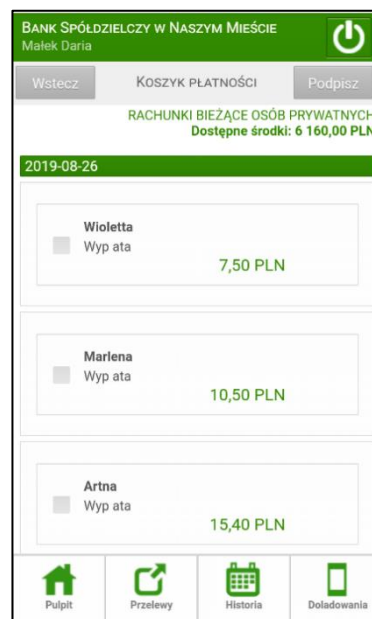 BANK SPÓŁDZIELCZY W NASZYM MIEŚCIE
Małek Daria
Wstecz KOSZYK PŁATNOŚCI Podpisz
RACHUNKI BIEŻĄCE OSÓB PRYWATNYCH
Dostępne środki: 6 160,00 PLN
2019-08-26
Wioletta
Wyp ata
7,50 PLN
Marlena
Wyp ata
10,50 PLN
Artna
Wyp ata
15,40 PLN
Pulpit Przelewy Historia Doladowania